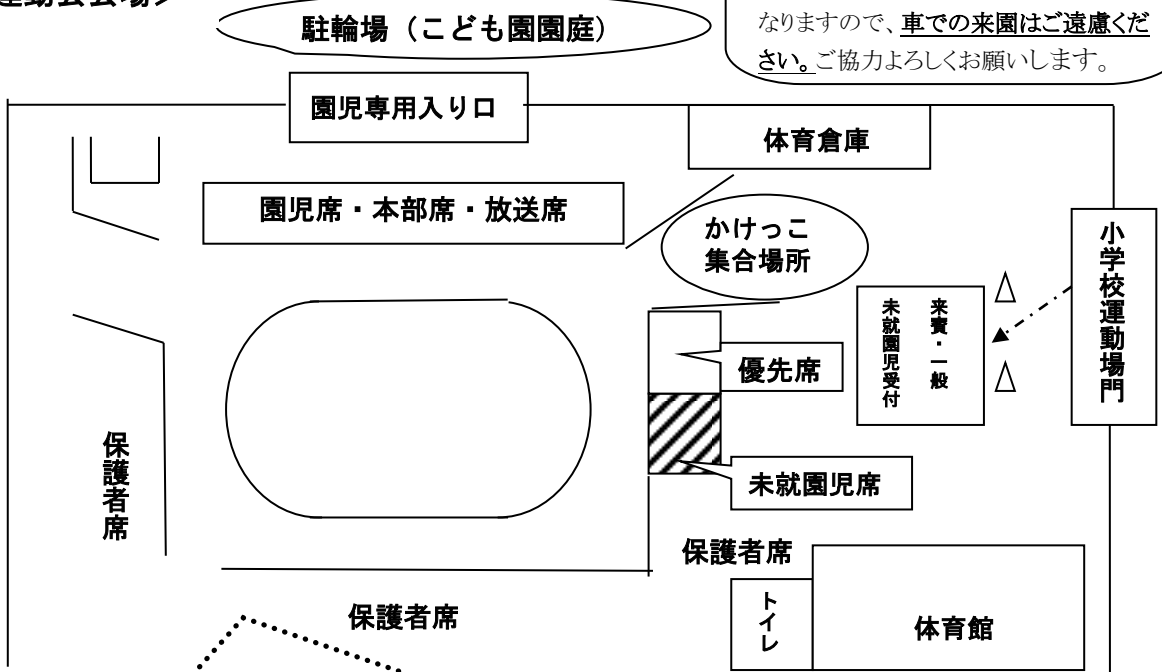 運動会会場＞
駐輪場（こども園園庭）
なりますので、車での来園はご遠慮くだ
さい。ご協力よろしくお願いします。
園児専用入り口
体育倉庫
園児席・本部席・放送席
かけっこ
集合場所
小学校運動場門
来賓・一般
未就園児受付
優先席
未就園児席
保護者席
保護者席
保護者席
トイレ
体育館